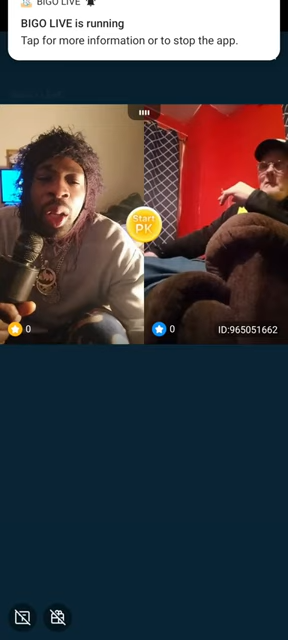 BIGO LIVE
BIGO LIVE is running
Tap for more information or to stop the app.
Start
PK
0
0
ID:965051662